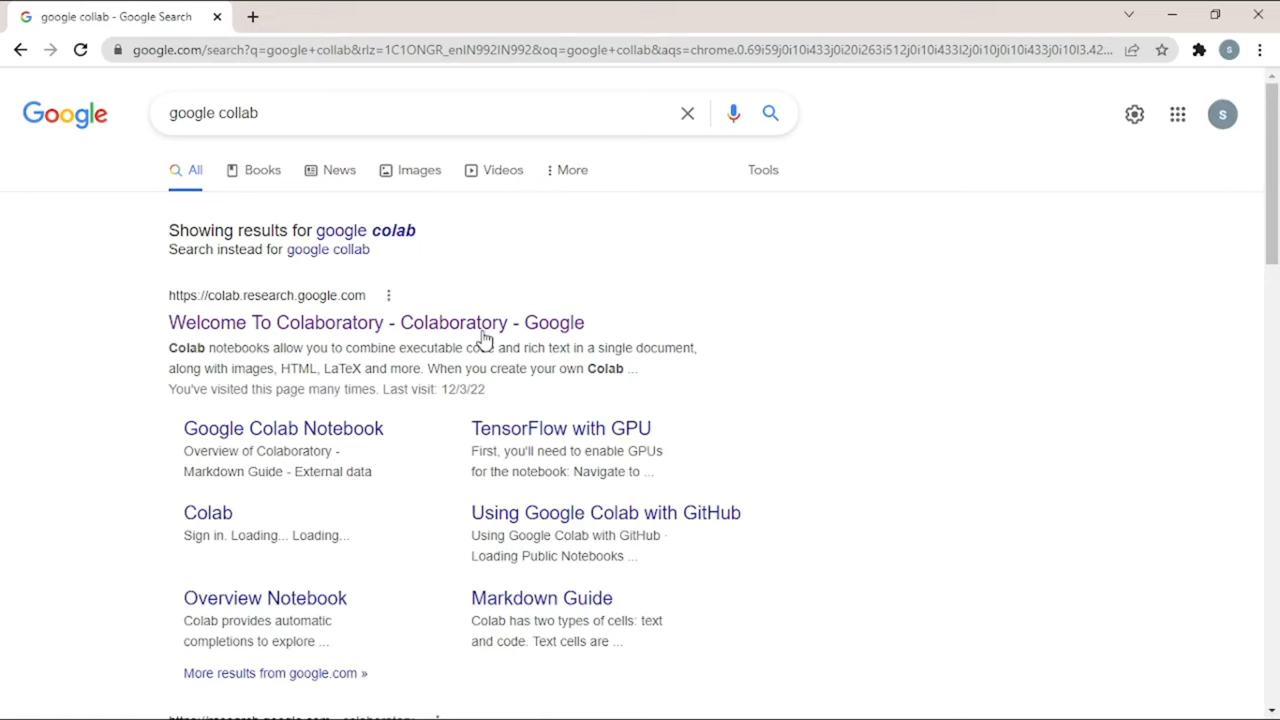 google collab - Google Search
google.com/search?q=google+collab&rlz=1C1ONGR_enIN992IN992&oq=google+collab&aqs=chrome.0.69i59j0i10i433j0i20i263i512j0i10i433l2j0i10j0i10i433j0i10l3.42...
S
Google
google collab
S
All
Books
News
Images
Videos
More
Tools
Showing results for google colab
Search instead for google collab
https://colab.research.google.com
Welcome To Colaboratory - Colaboratory - Google
Colab notebooks allow you to combine executable and rich text in a single document,
along with images, HTML, LaTeX and more. When you create your own Colab ...
You've visited this page many times. Last visit: 12/3/22
Google Colab Notebook
Overview of Colaboratory -
Markdown Guide - External data
TensorFlow with GPU
First, you'll need to enable GPUs
for the notebook: Navigate to ...
Colab
Sign in. Loading... Loading...
Using Google Colab with GitHub
Using Google Colab with GitHub ·
Loading Public Notebooks ...
Overview Notebook
Colab provides automatic
completions to explore ...
Markdown Guide
Colab has two types of cells: text
and code. Text cells are ...
More results from google.com »